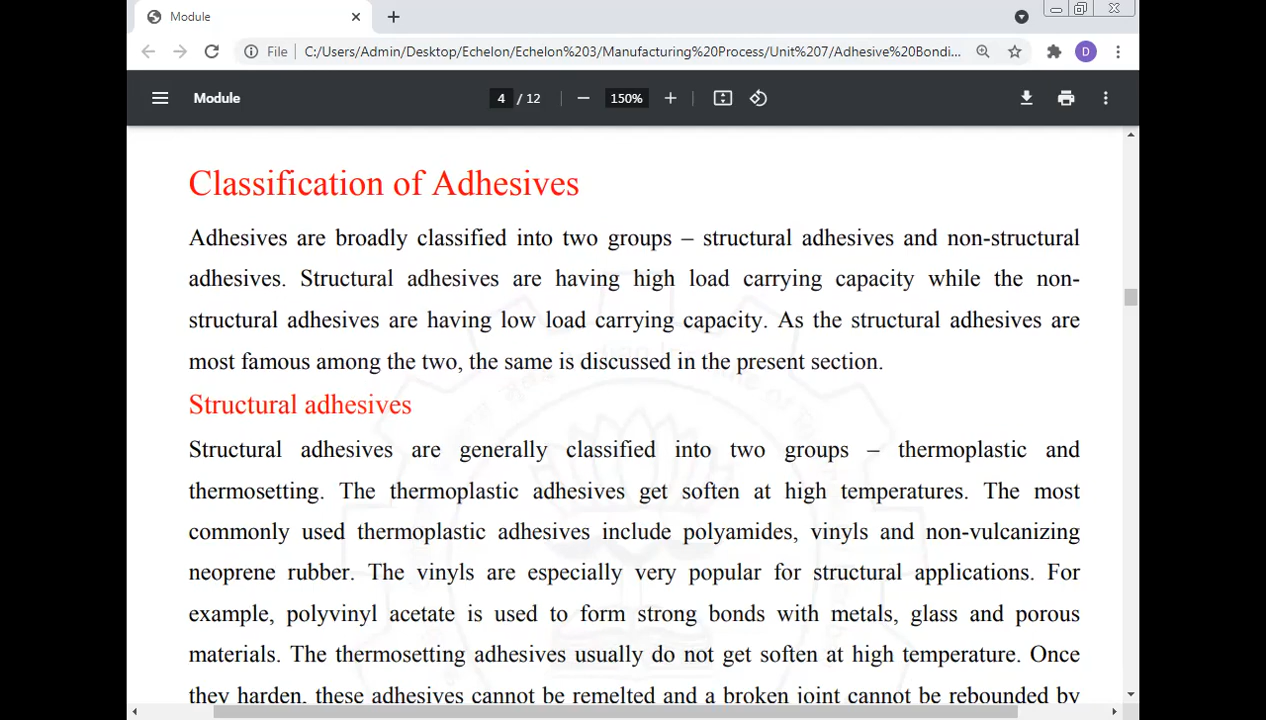 Module
File C:/Users/Admin/Desktop/Echelon/Echelon%203/Manufacturing%20Process/Unit%207/Adhesive%20Bondi... D
Module 4 / 12 150%
Classification of Adhesives
Adhesives are broadly classified into two groups – structural adhesives and non-structural
adhesives. Structural adhesives are having high load carrying capacity while the non-
structural adhesives are having low load carrying capacity. As the structural adhesives are
most famous among the two, the same is discussed in the present section.
Structural adhesives
Structural adhesives are generally classified into two groups – thermoplastic and
thermosetting. The thermoplastic adhesives get soften at high temperatures. The most
commonly used thermoplastic adhesives include polyamides, vinyls and non-vulcanizing
neoprene rubber. The vinyls are especially very popular for structural applications. For
example, polyvinyl acetate is used to form strong bonds with metals, glass and porous
materials. The thermosetting adhesives usually do not get soften at high temperature. Once
they harden, these adhesives cannot be remelted and a broken joint cannot be rebounded by